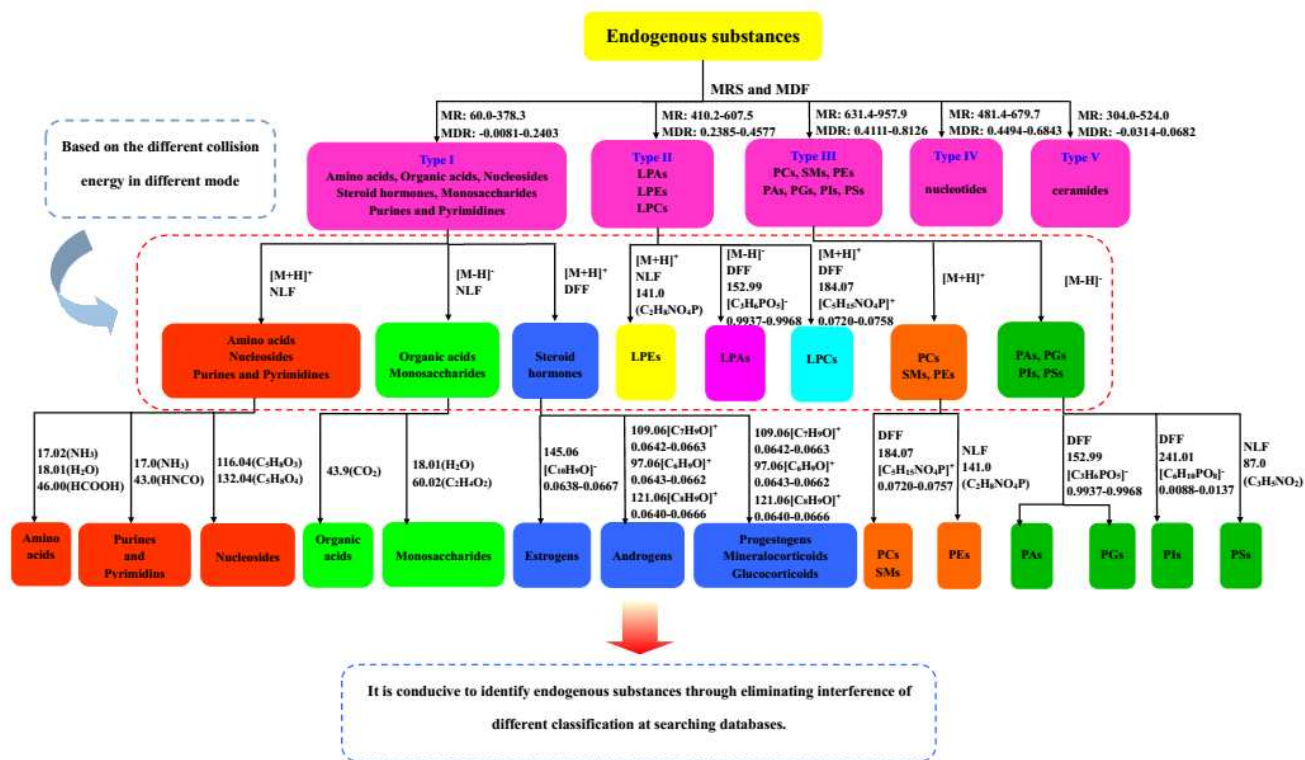 Endogenous substances
MRS and MDF
MR: 60.0-378.3
MDR: -0.0081-0.2403
MR: 410.2-607.5
MDR: 0.2385-0.4577
MR: 631.4-957.9
MDR: 0.4111-0.8126
MR: 481.4-679.7
MDR: 0.4494-0.6843
MR: 304.0-524.0
MDR: -0.0314-0.0682
Based on the different collision
energy in different mode
Type I
Amino acids, Organic acids, Nucleosides
Steroid hormones, Monosaccharides
Purines and Pyrimidines
Type II
LPAs
LPEs
LPCs
Type III
PCs, SMs, PEs
PAs, PGs, PIs, PSs
Type IV
nucleotides
Type V
ceramides
[M+H]⁺
NLF
[M-H]⁻
NLF
[M+H]⁺
DFF
[M+H]⁺
NLF
141.0
(C₂H₈NO₄P)
[M-H]⁻
DFF
152.99
[C₃H₆PO₅]⁻
0.9937-0.9968
[M+H]⁺
DFF
184.07
[C₅H₁₅NO₄P]⁺
0.0720-0.0758
[M+H]⁺
[M-H]⁻
Amino acids
Nucleosides
Purines and Pyrimidines
Organic acids
Monosaccharides
Steroid
hormones
LPEs
LPAs
LPCs
PCs
SMs, PEs
PAs, PGs
PIs, PSs
17.02(NH₃)
18.01(H₂O)
46.00(HCOOH)
17.0(NH₃)
43.0(HNCO)
116.04(C₅H₈O₃)
132.04(C₅H₈O₄)
43.9(CO₂)
18.01(H₂O)
60.02(C₂H₄O₂)
145.06
[C₁₀H₉O]⁻
0.0638-0.0667
109.06[C₇H₉O]⁺
0.0642-0.0663
97.06[C₆H₉O]⁺
0.0643-0.0662
121.06[C₈H₉O]⁺
0.0640-0.0666
109.06[C₇H₉O]⁺
0.0642-0.0663
97.06[C₆H₉O]⁺
0.0643-0.0662
121.06[C₈H₉O]⁺
0.0640-0.0666
DFF
184.07
[C₅H₁₅NO₄P]⁺
0.0720-0.0757
NLF
141.0
(C₂H₈NO₄P)
DFF
152.99
[C₃H₆PO₅]⁻
0.9937-0.9968
DFF
241.01
[C₆H₁₀PO₈]⁻
0.0088-0.0137
NLF
87.0
(C₃H₅NO₂)
Amino
acids
Purines
and
Pyrimidins
Nucleosides
Organic
acids
Monosaccharides
Estrogens
Androgens
Progestogens
Mineralocorticoids
Glucocorticoids
PCs
SMs
PEs
PAs
PGs
PIs
PSs
It is conducive to identify endogenous substances through eliminating interference of
different classification at searching databases.